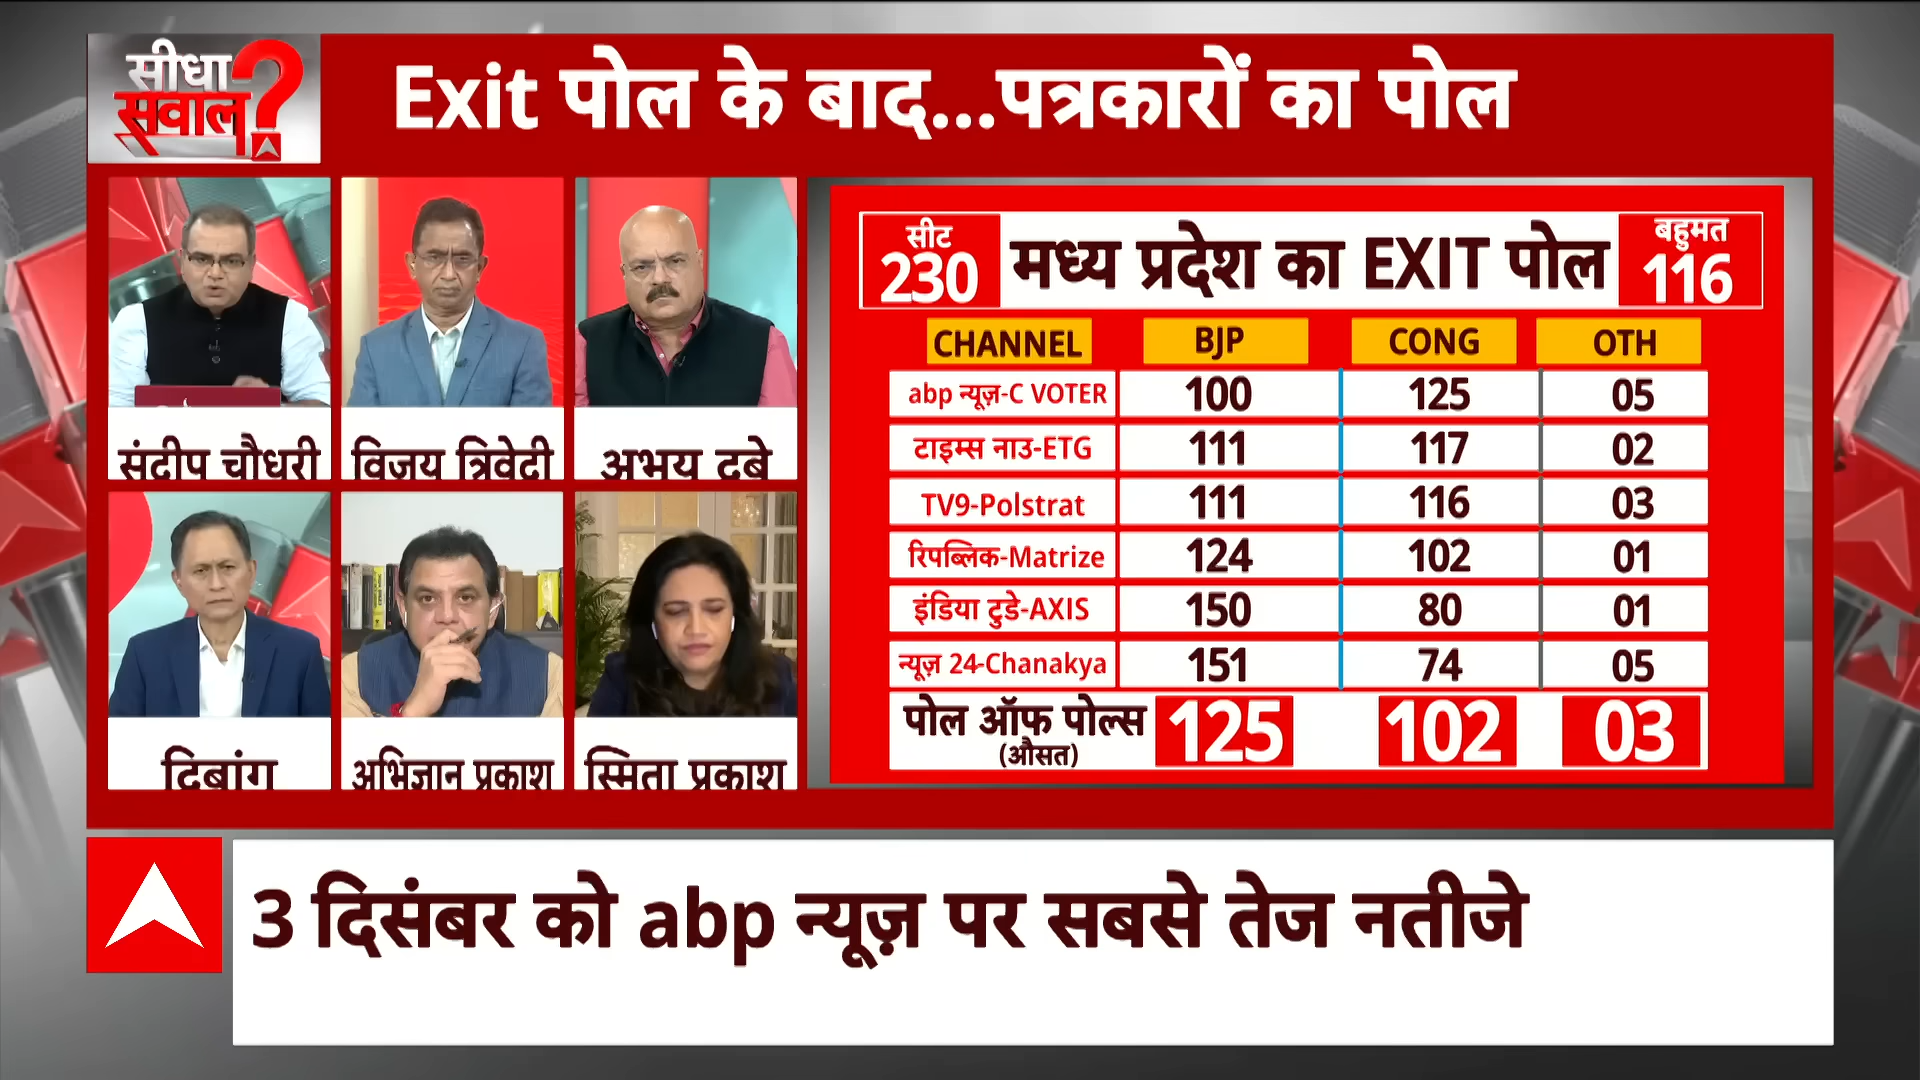 सीधा
सवाल?
Exit पोल के बाद...पत्रकारों का पोल
संदीप चौधरी
विजय त्रिवेदी
अभय दुबे
दिबांग
अभिज्ञान प्रकाश
स्मिता प्रकाश
सीट
230
मध्य प्रदेश का EXIT पोल
बहुमत
116
CHANNEL BJP CONG OTH
abp न्यूज़-C VOTER 100 125 05
टाइम्स नाउ-ETG 111 117 02
TV9-Polstrat 111 116 03
रिपब्लिक-Matrize 124 102 01
इंडिया टुडे-AXIS 150 80 01
न्यूज़ 24-Chanakya 151 74 05
पोल ऑफ पोल्स 125 102 03
(औसत)
3 दिसंबर को abp न्यूज़ पर सबसे तेज नतीजे